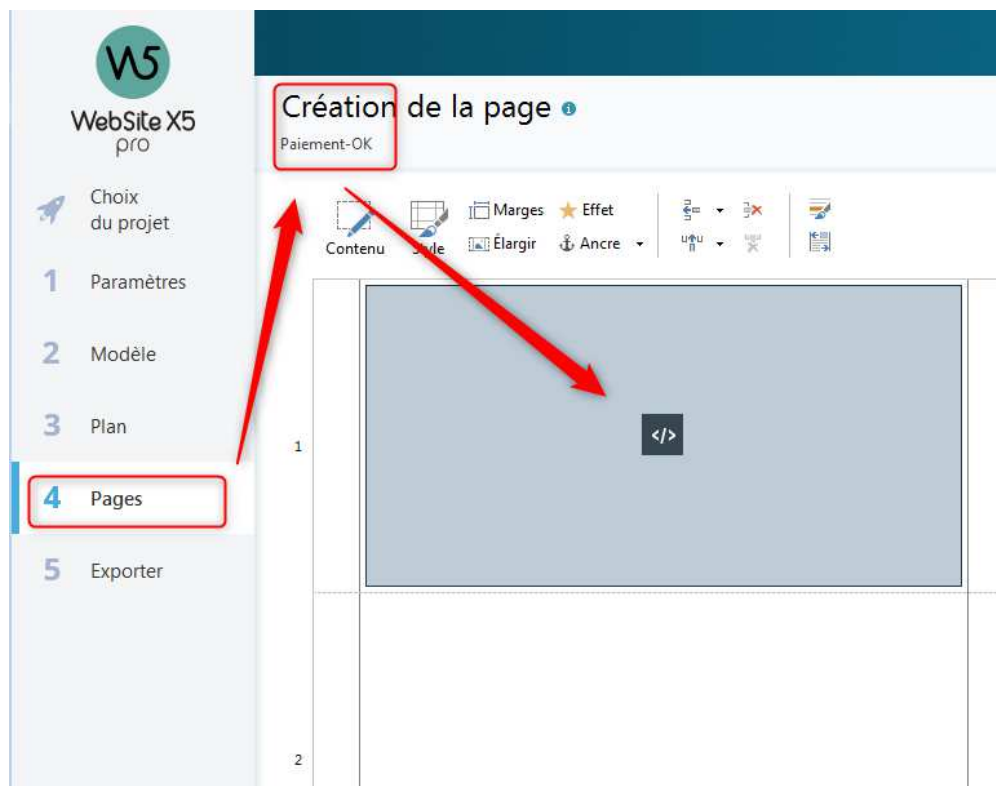 W5
WebSite X5
pro
Choix
du projet
1 Paramètres
2 Modèle
3 Plan
4 Pages
5 Exporter
Création de la page
Paiement-OK
Contenu
Style
Marges
Effet
Élargir
Ancre
1
</>
2